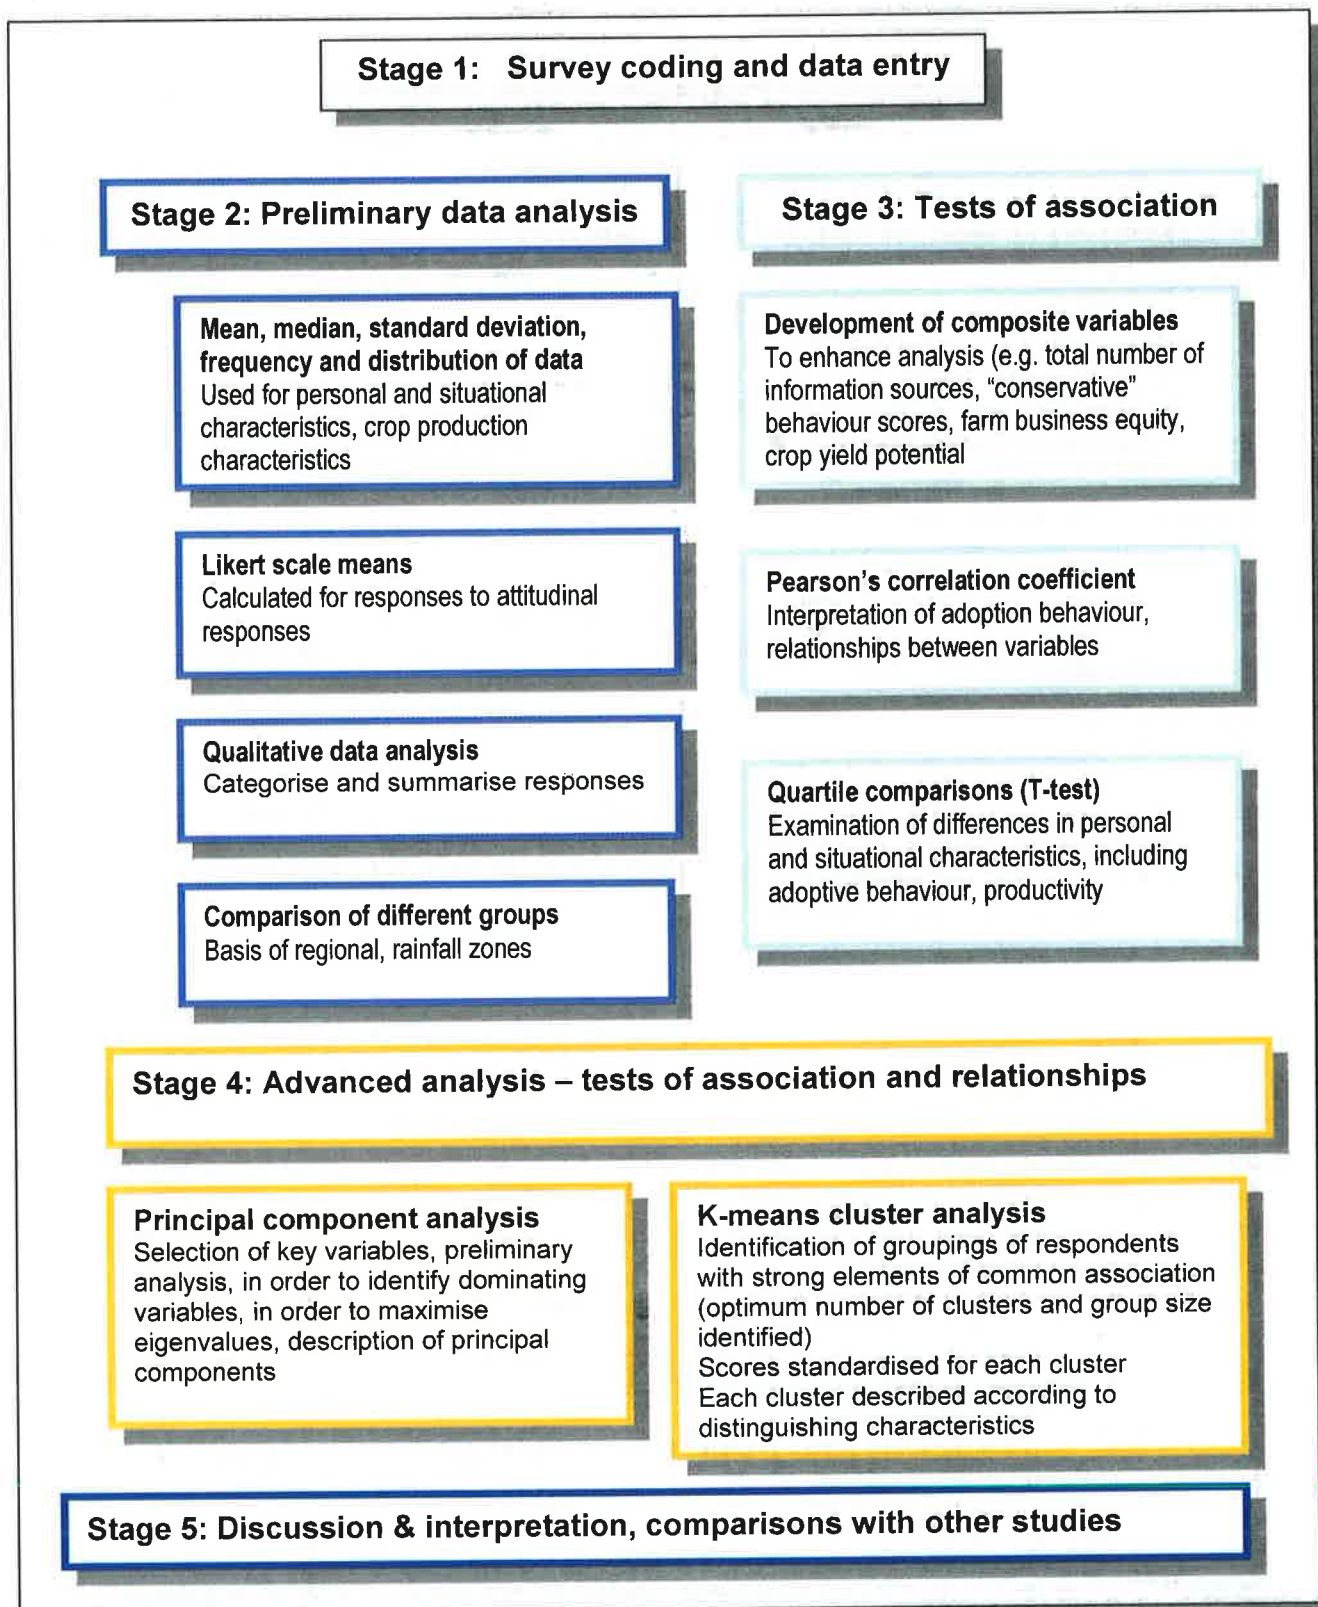 Stage 1: Survey coding and data entry
Stage 2: Preliminary data analysis
Mean, median, standard deviation,
frequency and distribution of data
Used for personal and situational
characteristics, crop production
characteristics
Likert scale means
Calculated for responses to attitudinal
responses
Qualitative data analysis
Categorise and summarise responses
Comparison of different groups
Basis of regional, rainfall zones
Stage 3: Tests of association
Development of composite variables
To enhance analysis (e.g. total number of
information sources, “conservative”
behaviour scores, farm business equity,
crop yield potential
Pearson’s correlation coefficient
Interpretation of adoption behaviour,
relationships between variables
Quartile comparisons (T-test)
Examination of differences in personal
and situational characteristics, including
adoptive behaviour, productivity
Stage 4: Advanced analysis – tests of association and relationships
Principal component analysis
Selection of key variables, preliminary
analysis, in order to identify dominating
variables, in order to maximise
eigenvalues, description of principal
components
K-means cluster analysis
Identification of groupings of respondents
with strong elements of common association
(optimum number of clusters and group size
identified)
Scores standardised for each cluster
Each cluster described according to
distinguishing characteristics
Stage 5: Discussion & interpretation, comparisons with other studies